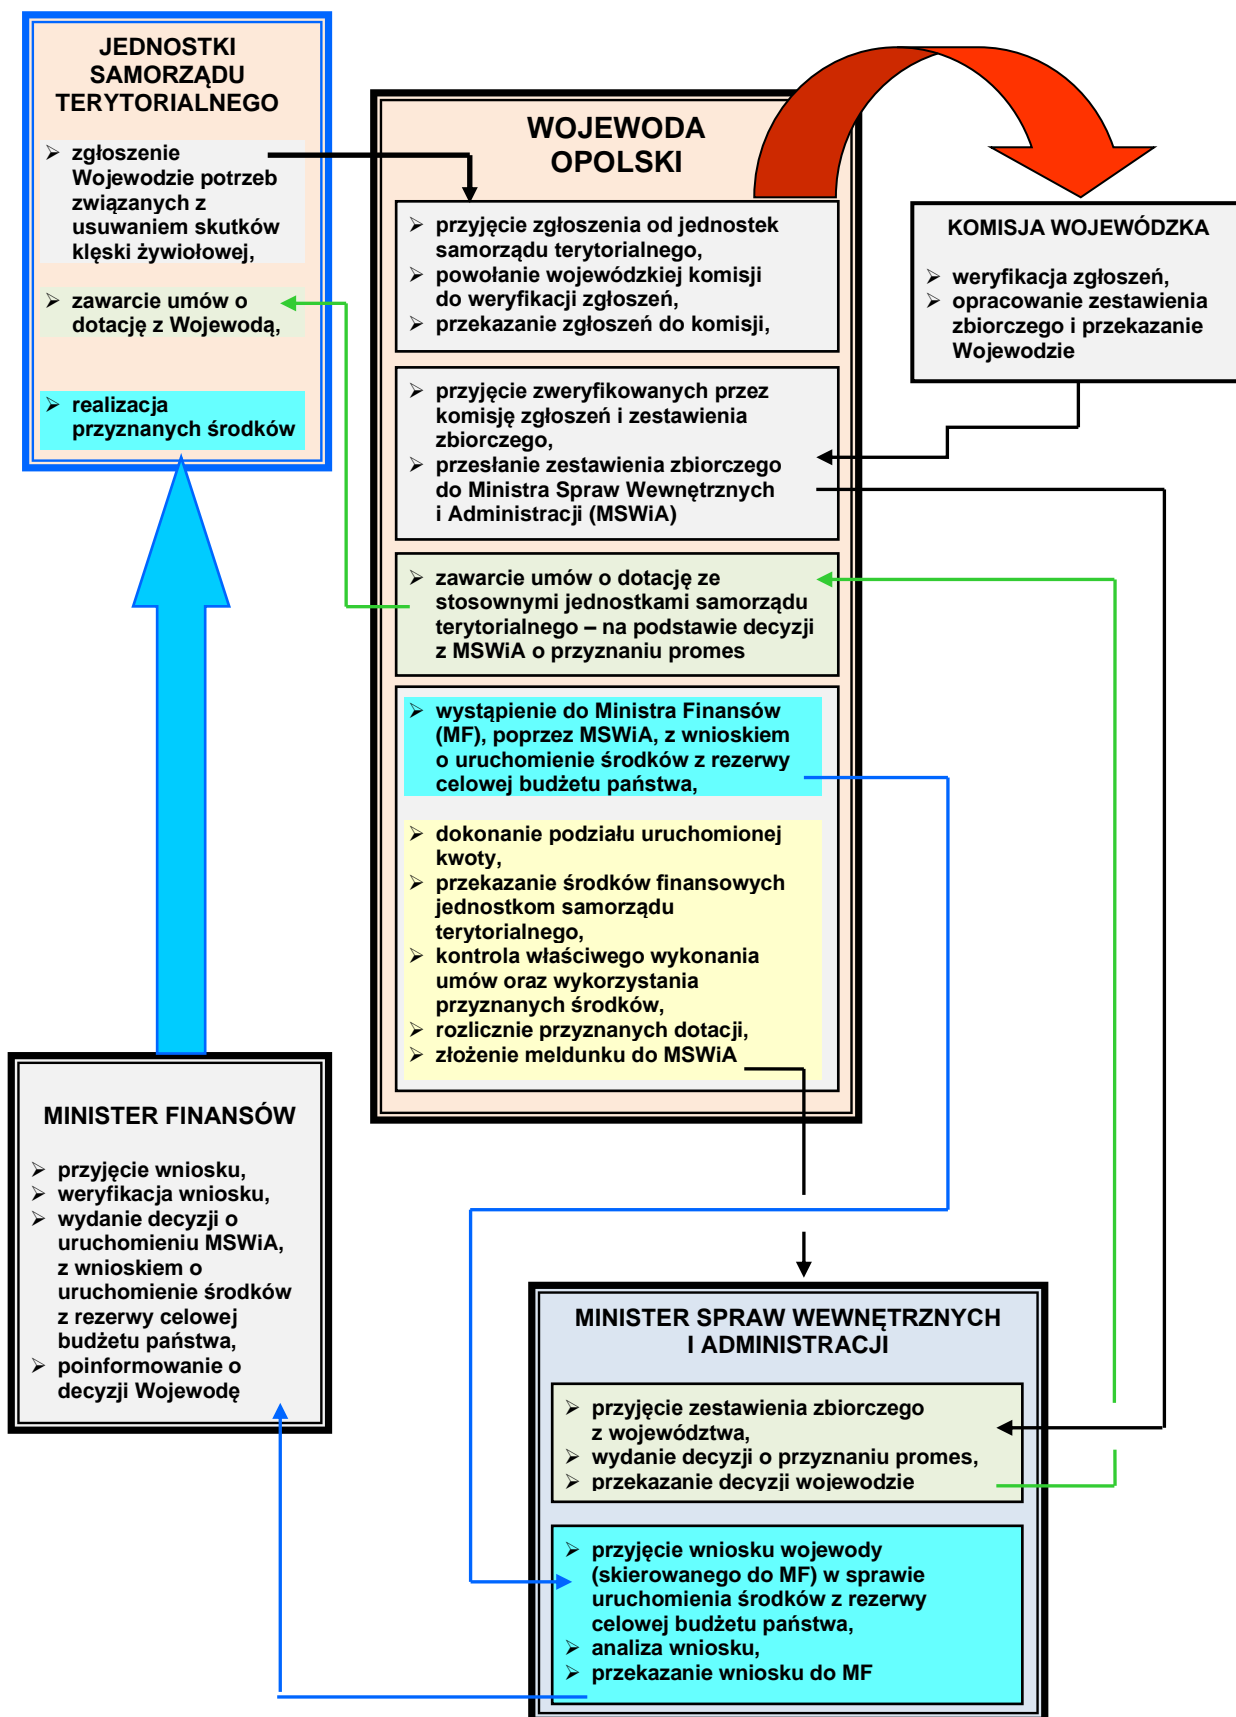 JEDNOSTKI
SAMORZĄDU
TERYTORIALNEGO
➢ zgłoszenie
Wojewodzie potrzeb
związanych z
usuwaniem skutków
klęski żywiołowej,
➢ zawarcie umów o
dotację z Wojewodą,
➢ realizacja
przyznanych środków
WOJEWODA
OPOLSKI
➢ przyjęcie zgłoszenia od jednostek
samorządu terytorialnego,
➢ powołanie wojewódzkiej komisji
do weryfikacji zgłoszeń,
➢ przekazanie zgłoszeń do komisji,
➢ przyjęcie zweryfikowanych przez
komisję zgłoszeń i zestawienia
zbiorczego,
➢ przesłanie zestawienia zbiorczego
do Ministra Spraw Wewnętrznych
i Administracji (MSWiA)
➢ zawarcie umów o dotację ze
stosownymi jednostkami samorządu
terytorialnego – na podstawie decyzji
z MSWiA o przyznaniu promes
➢ wystąpienie do Ministra Finansów
(MF), poprzez MSWiA, z wnioskiem
o uruchomienie środków z rezerwy
celowej budżetu państwa,
➢ dokonanie podziału uruchomionej
kwoty,
➢ przekazanie środków finansowych
jednostkom samorządu
terytorialnego,
➢ kontrola właściwego wykonania
umów oraz wykorzystania
przyznanych środków,
➢ rozlicznie przyznanych dotacji,
➢ złożenie meldunku do MSWiA
KOMISJA WOJEWÓDZKA
➢ weryfikacja zgłoszeń,
➢ opracowanie zestawienia
zbiorczego i przekazanie
Wojewodzie
MINISTER FINANSÓW
➢ przyjęcie wniosku,
➢ weryfikacja wniosku,
➢ wydanie decyzji o
uruchomieniu MSWiA,
z wnioskiem o
uruchomienie środków
z rezerwy celowej
budżetu państwa,
➢ poinformowanie o
decyzji Wojewodę
MINISTER SPRAW WEWNĘTRZNYCH
I ADMINISTRACJI
➢ przyjęcie zestawienia zbiorczego
z województwa,
➢ wydanie decyzji o przyznaniu promes,
➢ przekazanie decyzji wojewodzie
➢ przyjęcie wniosku wojewody
(skierowanego do MF) w sprawie
uruchomienia środków z rezerwy
celowej budżetu państwa,
➢ analiza wniosku,
➢ przekazanie wniosku do MF